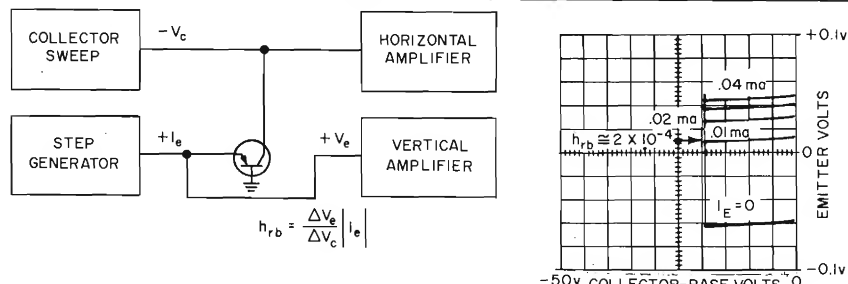 COLLECTOR
SWEEP
-Vc
HORIZONTAL
AMPLIFIER
STEP
GENERATOR
+Ie
+Ve
VERTICAL
AMPLIFIER
hrb = ΔVe / ΔVc |Ie|
+0.1v
.04 ma
.02 ma
.01 ma
hrb ≅ 2 X 10-4
0
IE = 0
-0.1v
EMITTER VOLTS
-50v COLLECTOR-BASE VOLTS 0